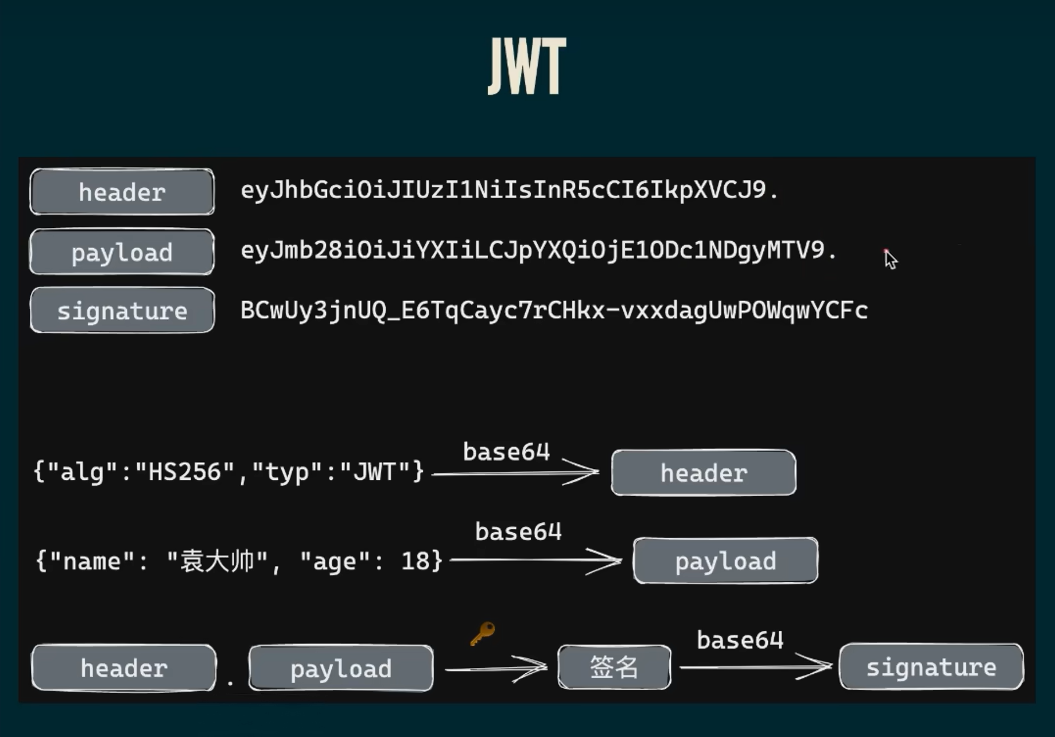 JWT
header eyJhbGciOiJIUzI1NiIsInR5cCI6IkpXVCJ9.
payload eyJmb28iOiJiYXIiLCJpYXQiOjE1ODc1NDgyMTV9.
signature BCwUy3jnUQ_E6TqCayc7rCHkx-vxxdagUwPOWqwYCFc
base64
{"alg":"HS256","typ":"JWT"} header
base64
{"name": "袁大帅", "age": 18} payload
base64
header . payload 签名 signature